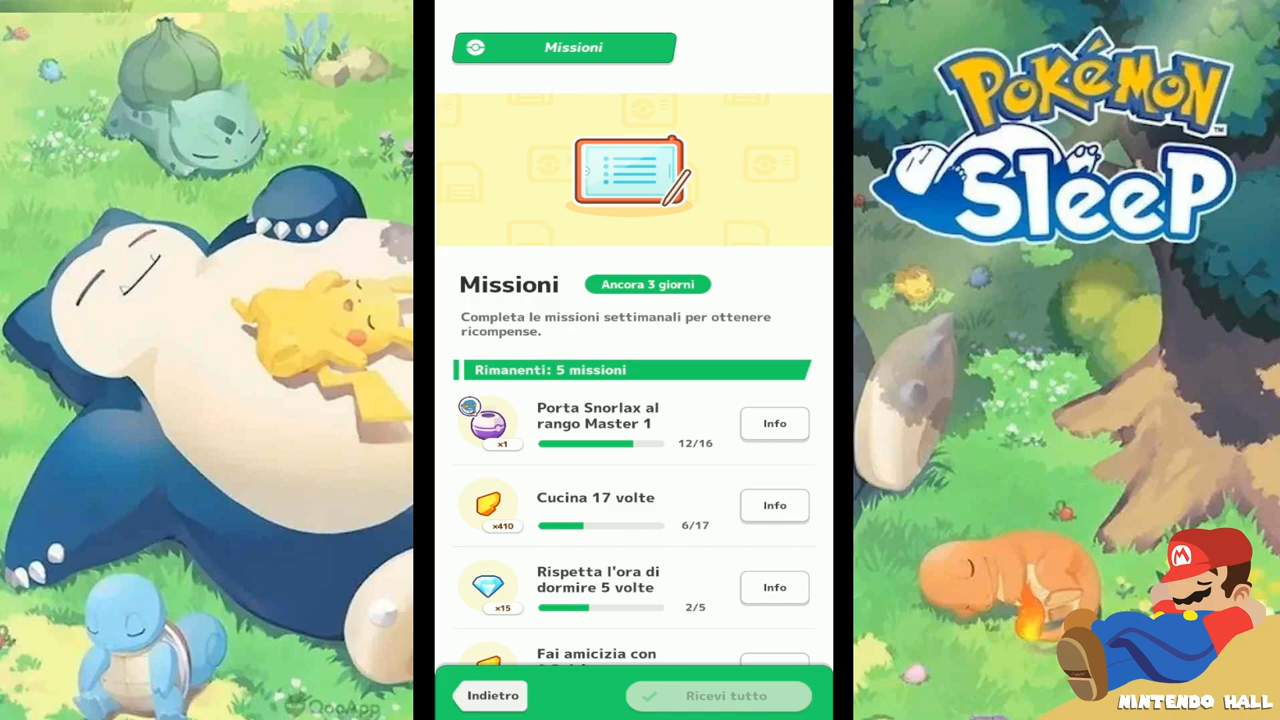 Missioni
POKéMON
TM
Sleep
Missioni
Ancora 3 giorni
Completa le missioni settimanali per ottenere
ricompense.
Rimanenti: 5 missioni
Porta Snorlax al
rango Master 1
x1
12/16
Info
Cucina 17 volte
x410
6/17
Info
Rispetta l'ora di
dormire 5 volte
x15
2/5
Info
Fai amicizia con
Indietro
Ricevi tutto
M
QooApp
NINTENDO HALL